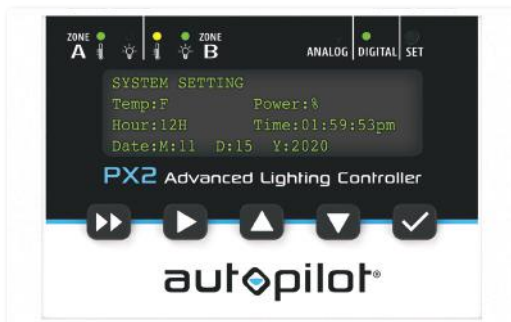 ZONE A ZONE B ANALOG DIGITAL SET
SYSTEM SETTING
Temp:F Power:%
Hour:12H Time:01:59:53pm
Date:M:11 D:15 Y:2020
PX2 Advanced Lighting Controller
autopilot